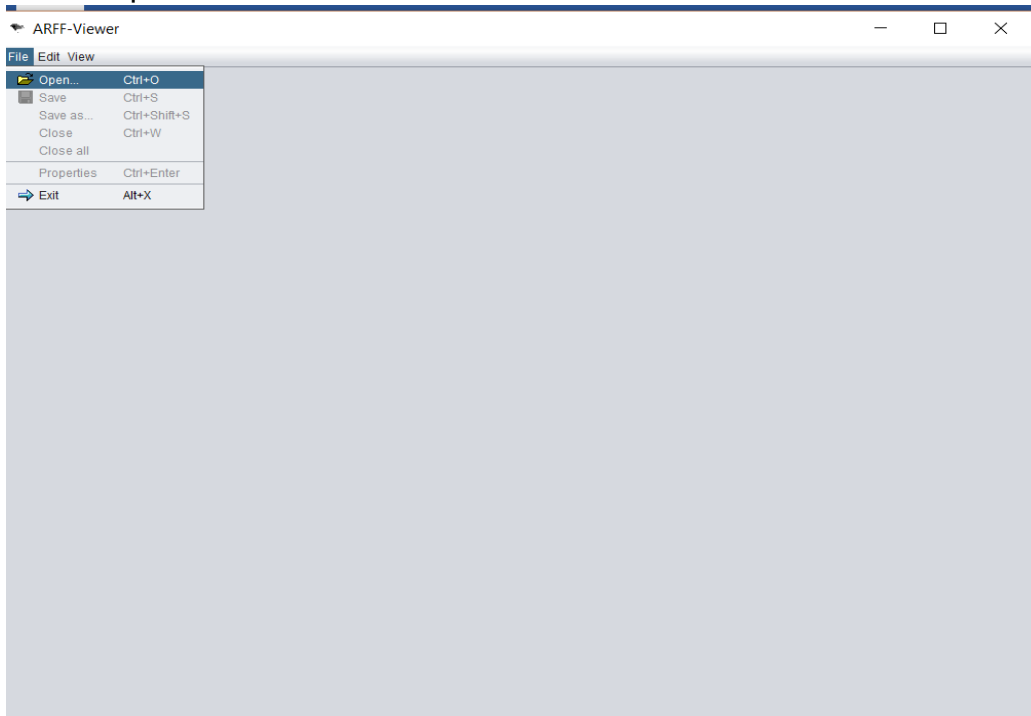 ARFF-Viewer
File Edit View
Open... Ctrl+O
Save Ctrl+S
Save as... Ctrl+Shift+S
Close Ctrl+W
Close all
Properties Ctrl+Enter
Exit Alt+X